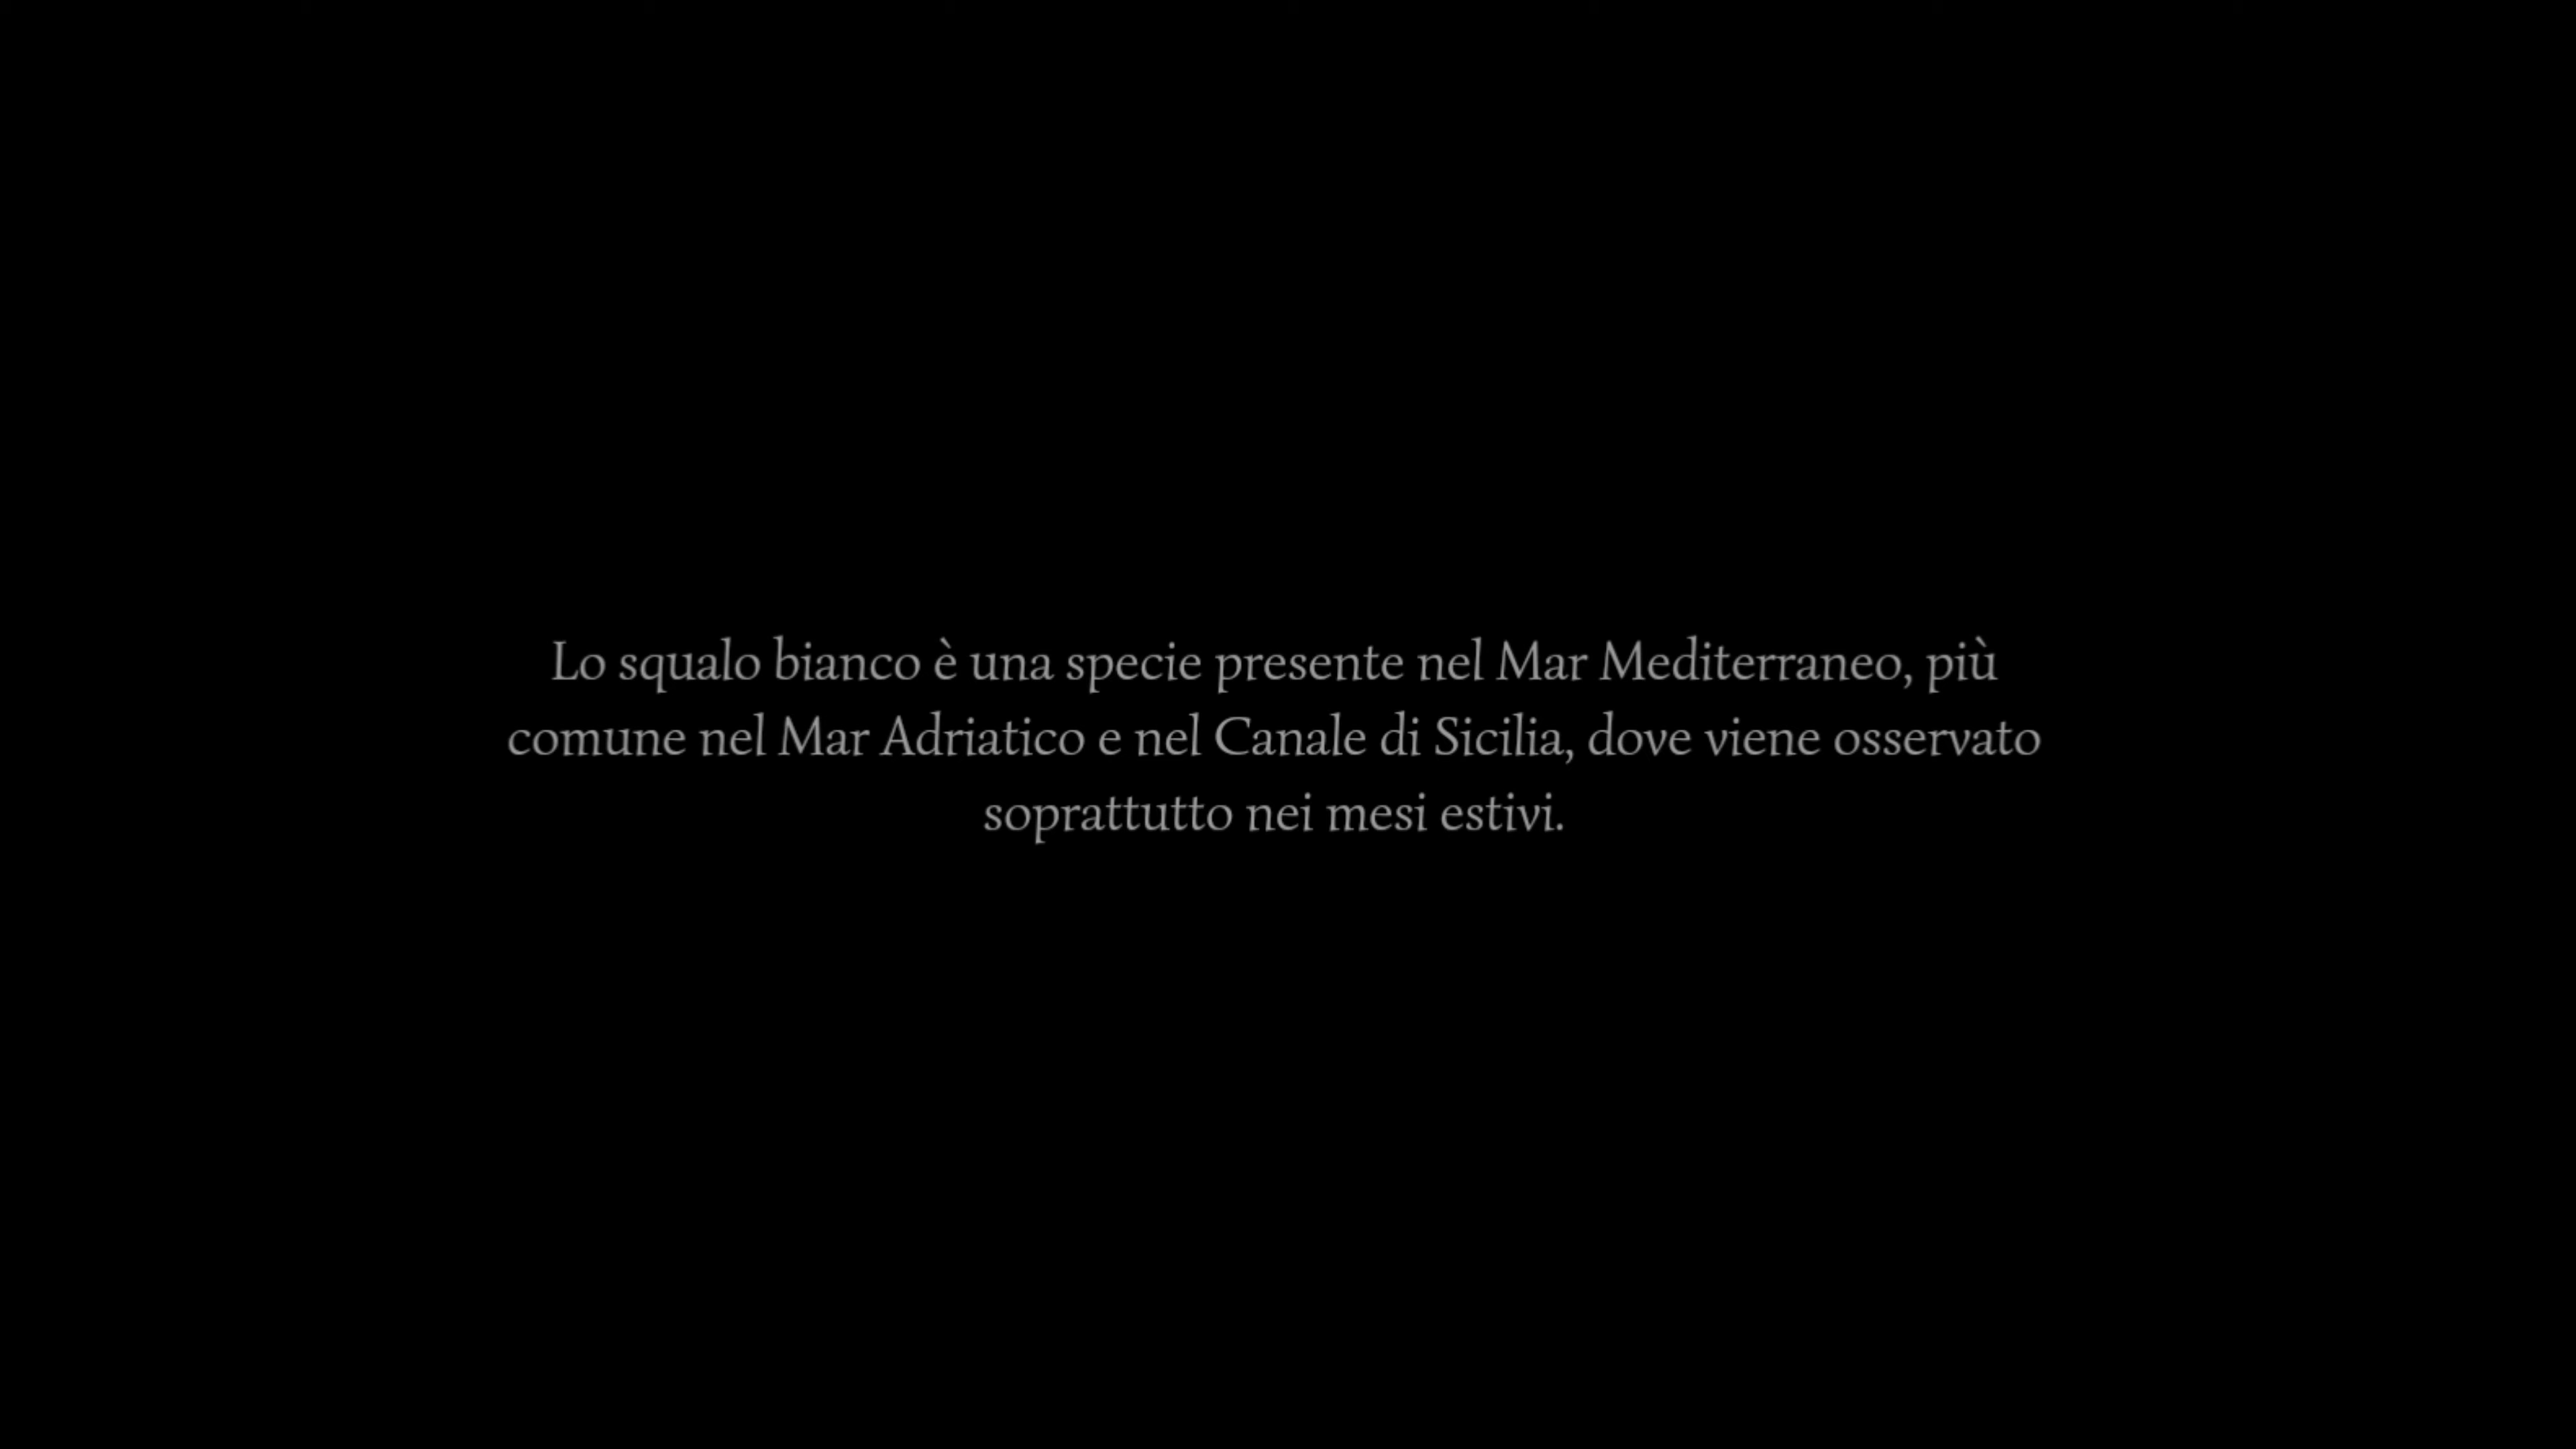 Lo squalo bianco è una specie presente nel Mar Mediterraneo, più
comune nel Mar Adriatico e nel Canale di Sicilia, dove viene osservato
soprattutto nei mesi estivi.